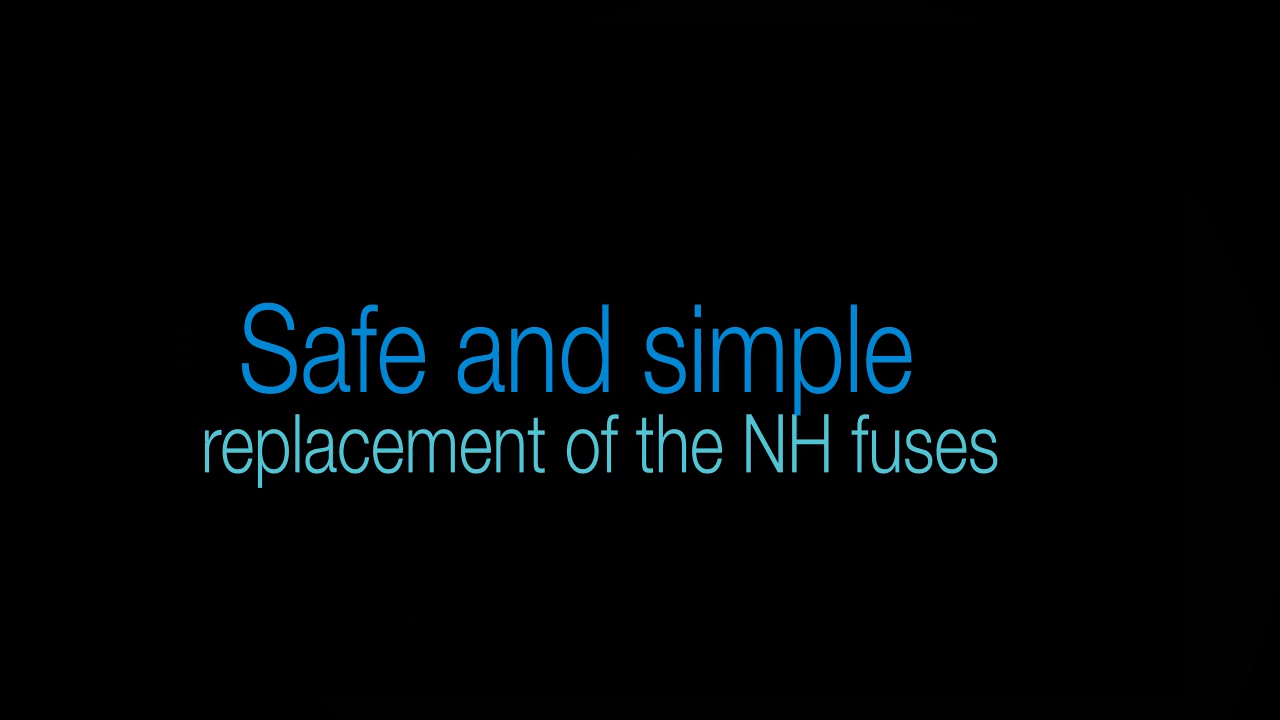 Safe and simple
replacement of the NH fuses